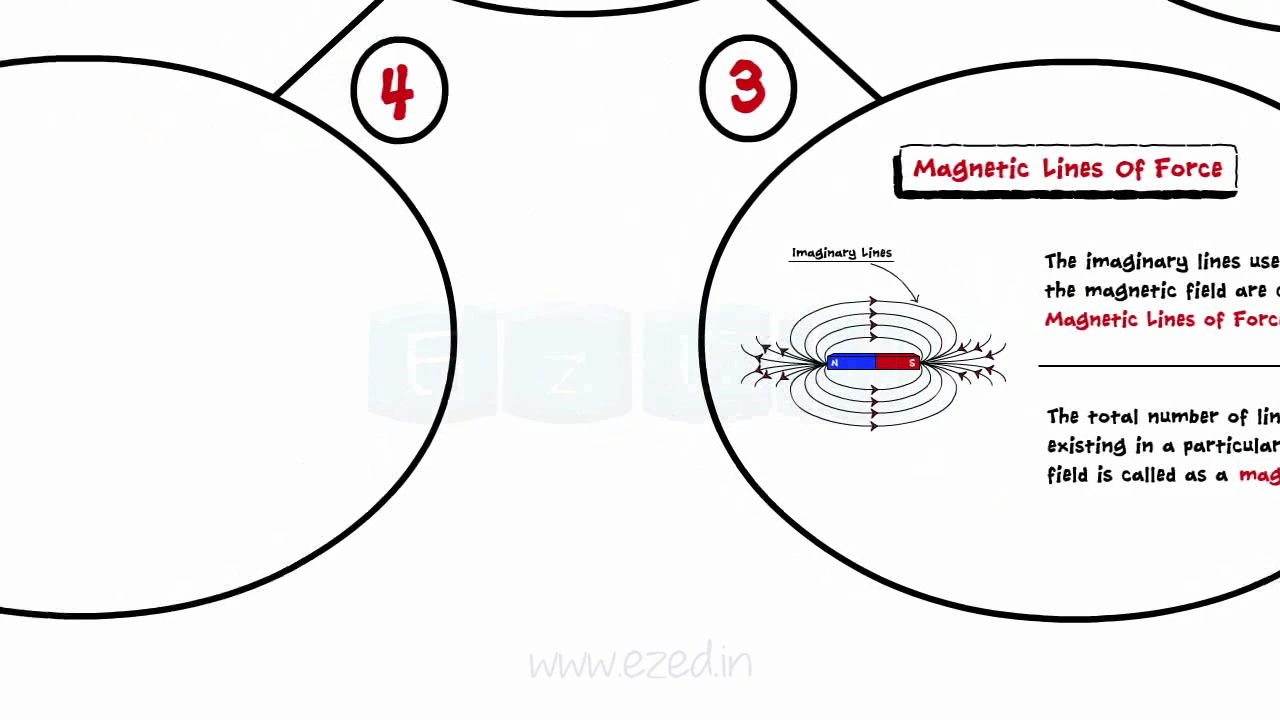 4
3
Magnetic Lines Of Force
Imaginary Lines
The imaginary lines use
the magnetic field are
Magnetic Lines of Forc
N S
The total number of lin
existing in a particular
field is called as a mag
www.ezed.in